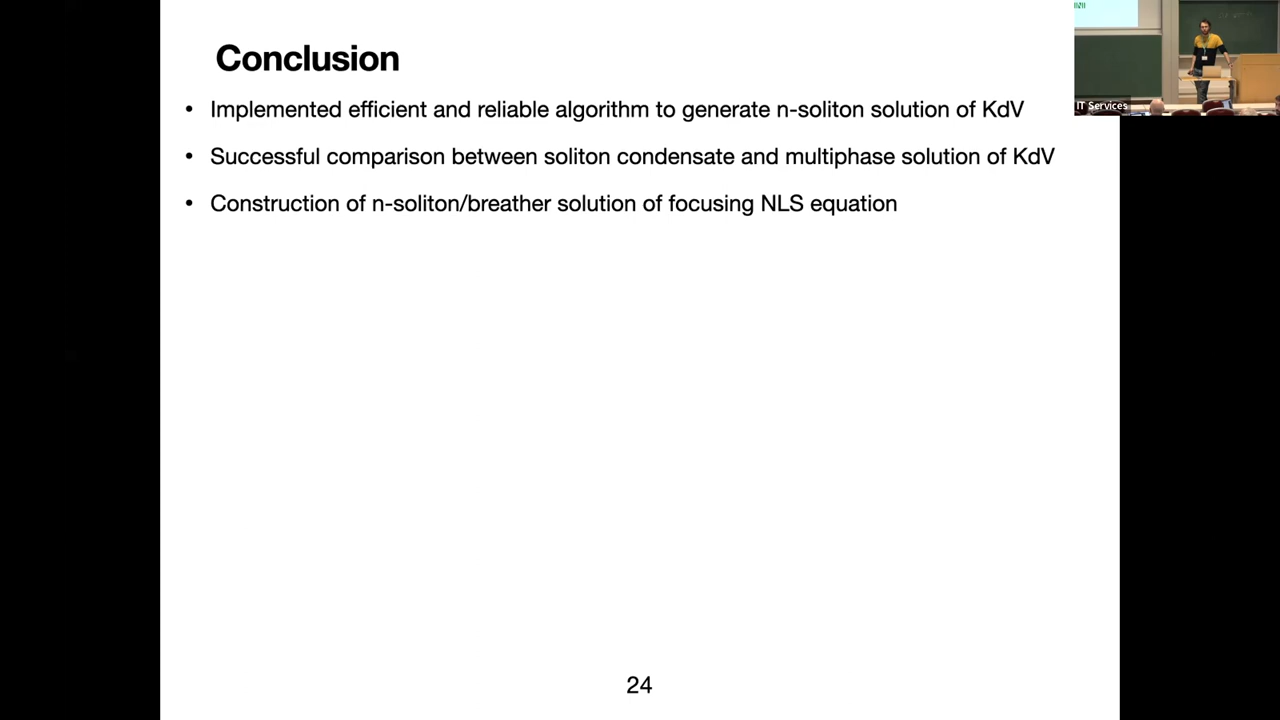 Conclusion
• Implemented efficient and reliable algorithm to generate n-soliton solution of KdV
• Successful comparison between soliton condensate and multiphase solution of KdV
• Construction of n-soliton/breather solution of focusing NLS equation
24
IT Services